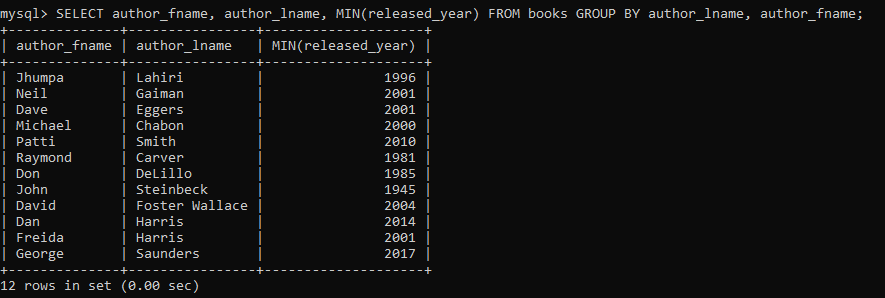 mysql> SELECT author_fname, author_lname, MIN(released_year) FROM books GROUP BY author_lname, author_fname;
+--------------+----------------+--------------------+
| author_fname | author_lname   | MIN(released_year) |
+--------------+----------------+--------------------+
| Jhumpa       | Lahiri         |               1996 |
| Neil         | Gaiman         |               2001 |
| Dave         | Eggers         |               2001 |
| Michael      | Chabon         |               2000 |
| Patti        | Smith          |               2010 |
| Raymond      | Carver         |               1981 |
| Don          | DeLillo        |               1985 |
| John         | Steinbeck      |               1945 |
| David        | Foster Wallace |               2004 |
| Dan          | Harris         |               2014 |
| Freida       | Harris         |               2001 |
| George       | Saunders       |               2017 |
+--------------+----------------+--------------------+
12 rows in set (0.00 sec)